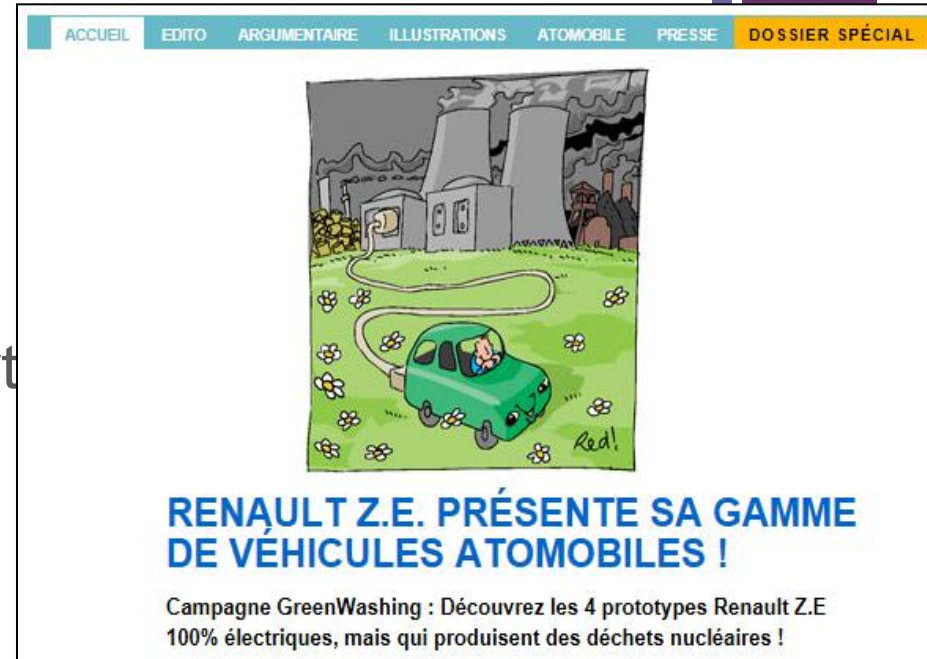 ACCUEIL EDITO ARGUMENTAIRE ILLUSTRATIONS ATOMOBILE PRESSE DOSSIER SPÉCIAL
Red!
t
RENAULT Z.E. PRÉSENTE SA GAMME
DE VÉHICULES ATOMOBILES !
Campagne GreenWashing : Découvrez les 4 prototypes Renault Z.E
100% électriques, mais qui produisent des déchets nucléaires !